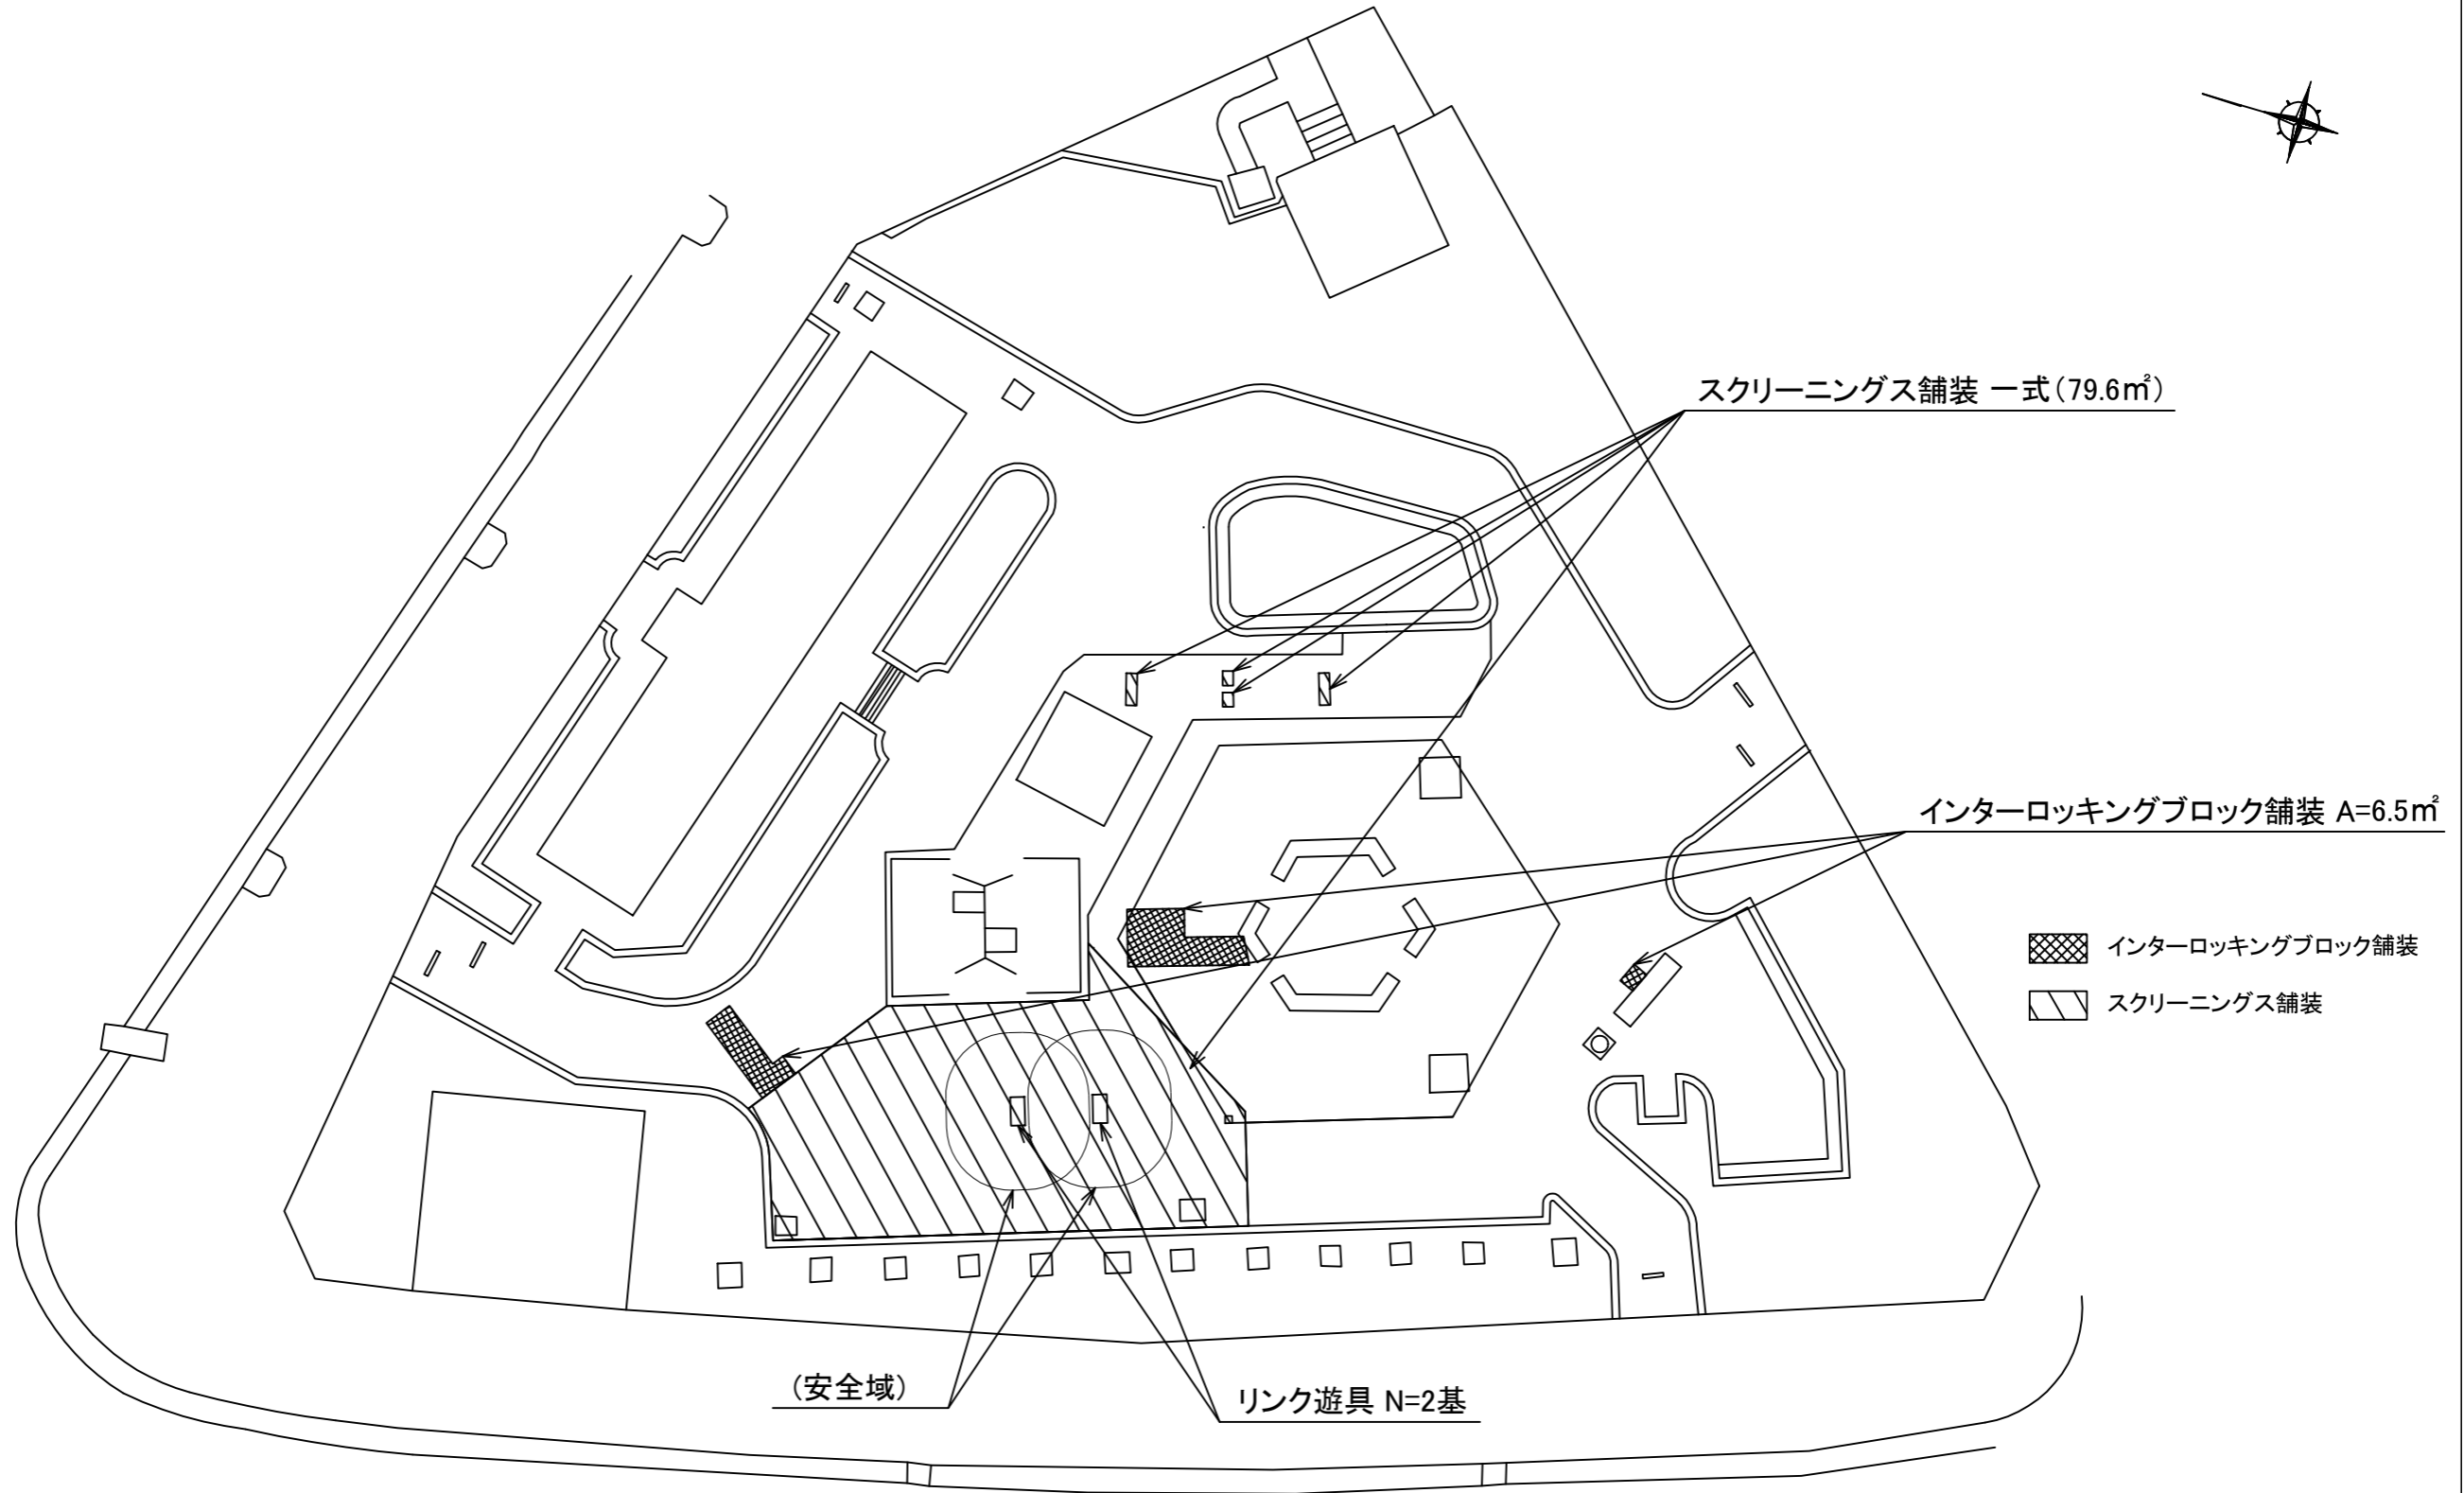 スクリーニングス舗装 一式(79.6㎡)
インターロッキングブロック舗装 A=6.5㎡
インターロッキングブロック舗装
スクリーニングス舗装
(安全域)
リンク遊具 N=2基